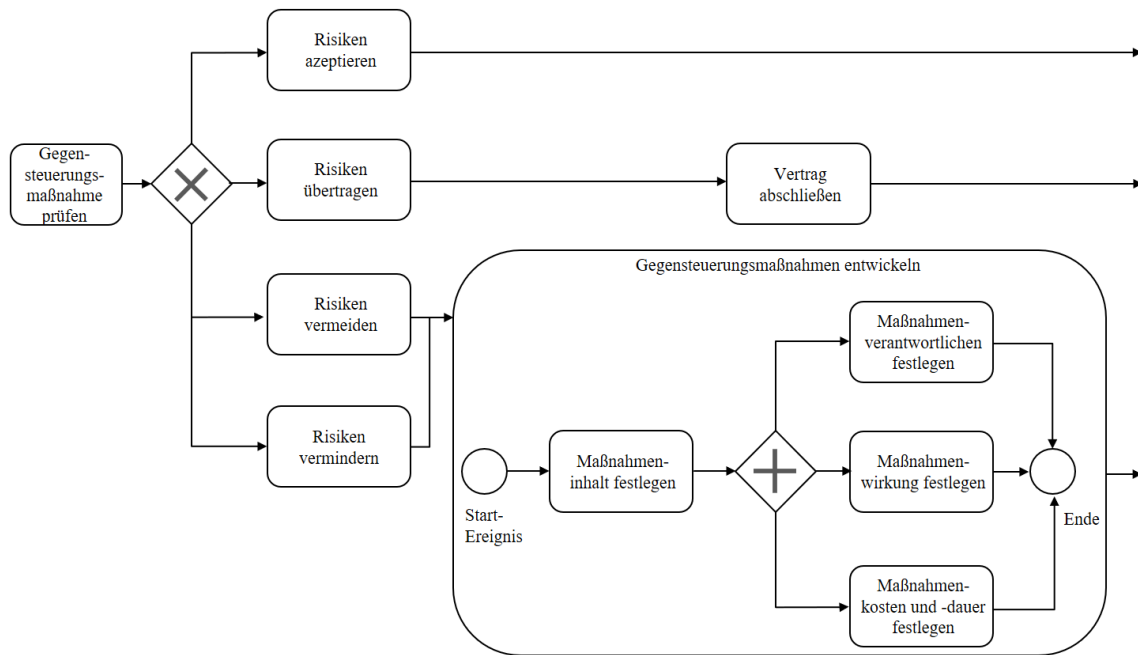 Risiken
azeptieren
Gegen-
steuerungs-
maßnahme
prüfen
Risiken
übertragen
Vertrag
abschließen
Gegensteuerungsmaßnahmen entwickeln
Risiken
vermeiden
Maßnahmen-
verantwortlichen
festlegen
Risiken
vermindern
Maßnahmen-
inhalt festlegen
Maßnahmen-
wirkung festlegen
Start-
Ereignis
Ende
Maßnahmen-
kosten und -dauer
festlegen